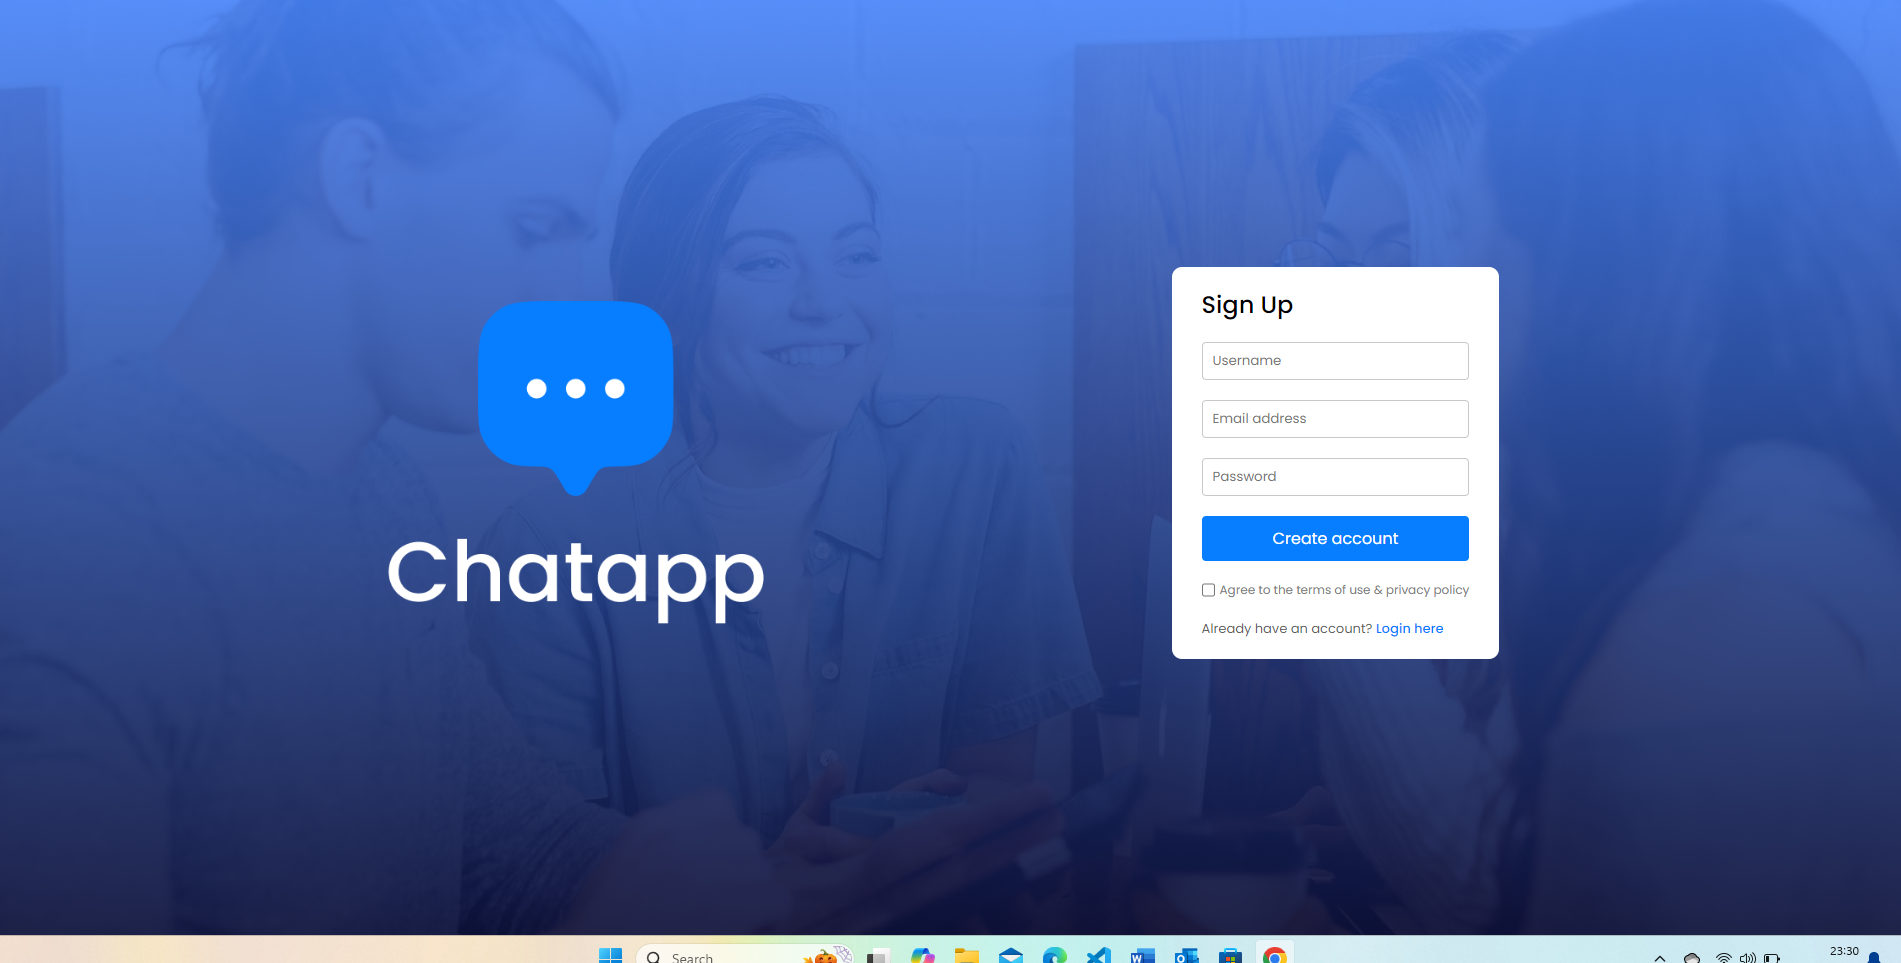 Chatapp
Sign Up
Username
Email address
Password
Create account
Agree to the terms of use & privacy policy
Already have an account? Login here
Search
23:30